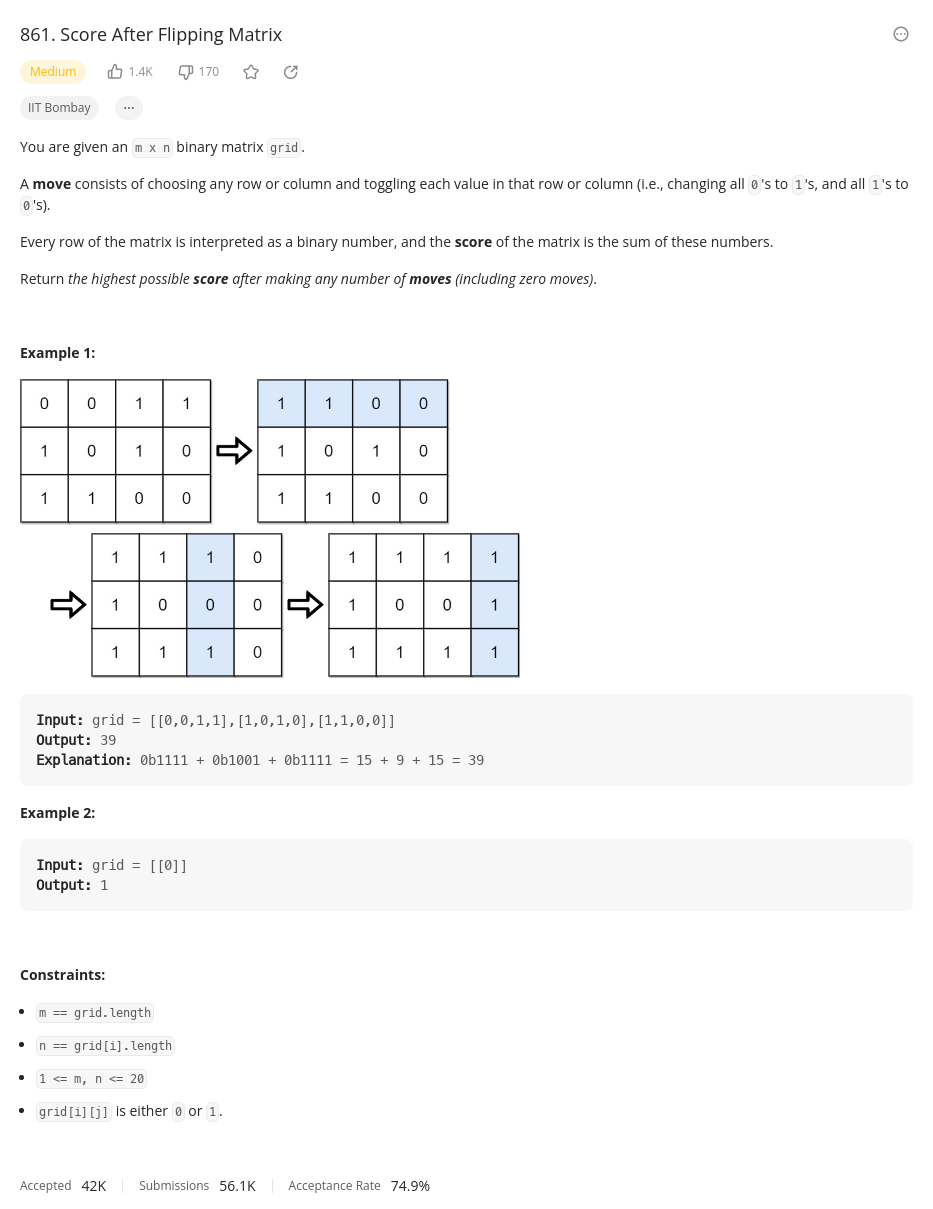 861. Score After Flipping Matrix
Medium 1.4K 170
IIT Bombay ...
You are given an m x n binary matrix grid.
A move consists of choosing any row or column and toggling each value in that row or column (i.e., changing all 0's to 1's, and all 1's to
0's).
Every row of the matrix is interpreted as a binary number, and the score of the matrix is the sum of these numbers.
Return the highest possible score after making any number of moves (including zero moves).
Example 1:
0 0 1 1 1 1 0 0
1 0 1 0 1 0 1 0
1 1 0 0 1 1 0 0
1 1 1 0 1 1 1 1
1 0 0 0 1 0 0 1
1 1 1 0 1 1 1 1
Input: grid = [[0,0,1,1],[1,0,1,0],[1,1,0,0]]
Output: 39
Explanation: 0b1111 + 0b1001 + 0b1111 = 15 + 9 + 15 = 39
Example 2:
Input: grid = [[0]]
Output: 1
Constraints:
m == grid.length
n == grid[i].length
1 <= m, n <= 20
grid[i][j] is either 0 or 1.
Accepted 42K Submissions 56.1K Acceptance Rate 74.9%